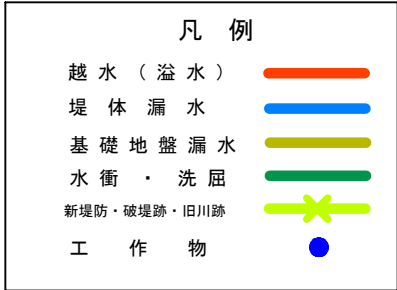 凡例
越水（溢水）
堤体漏水
基礎地盤漏水
水衝・洗屈
新堤防・破堤跡・旧川跡
工作物